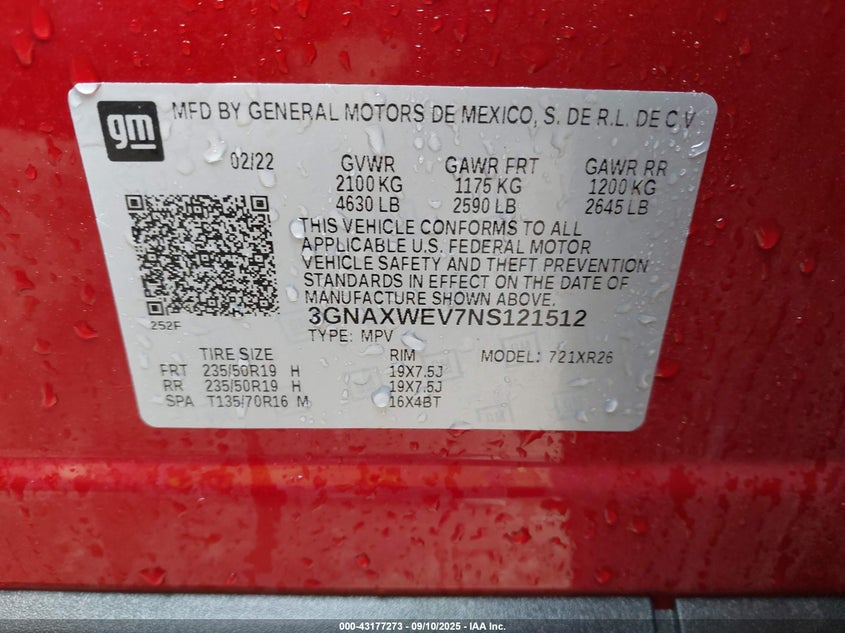 gm
MFD BY GENERAL MOTORS DE MEXICO, S. DE R.L. DE C V
02/22 GVWR GAWR FRT GAWR RR
2100 KG 1175 KG 1200 KG
4630 LB 2590 LB 2645 LB
THIS VEHICLE CONFORMS TO ALL
APPLICABLE U.S. FEDERAL MOTOR
VEHICLE SAFETY AND THEFT PREVENTION
STANDARDS IN EFFECT ON THE DATE OF
MANUFACTURE SHOWN ABOVE.
252F
3GNAXWEV7NS121512
TYPE: MPV
TIRE SIZE RIM MODEL: 721XR26
FRT 235/50R19 H 19X7.5J
RR 235/50R19 H 19X7.5J
SPA T135/70R16 M 16X4BT
000-43177273 - 09/10/2025 - IAA Inc.